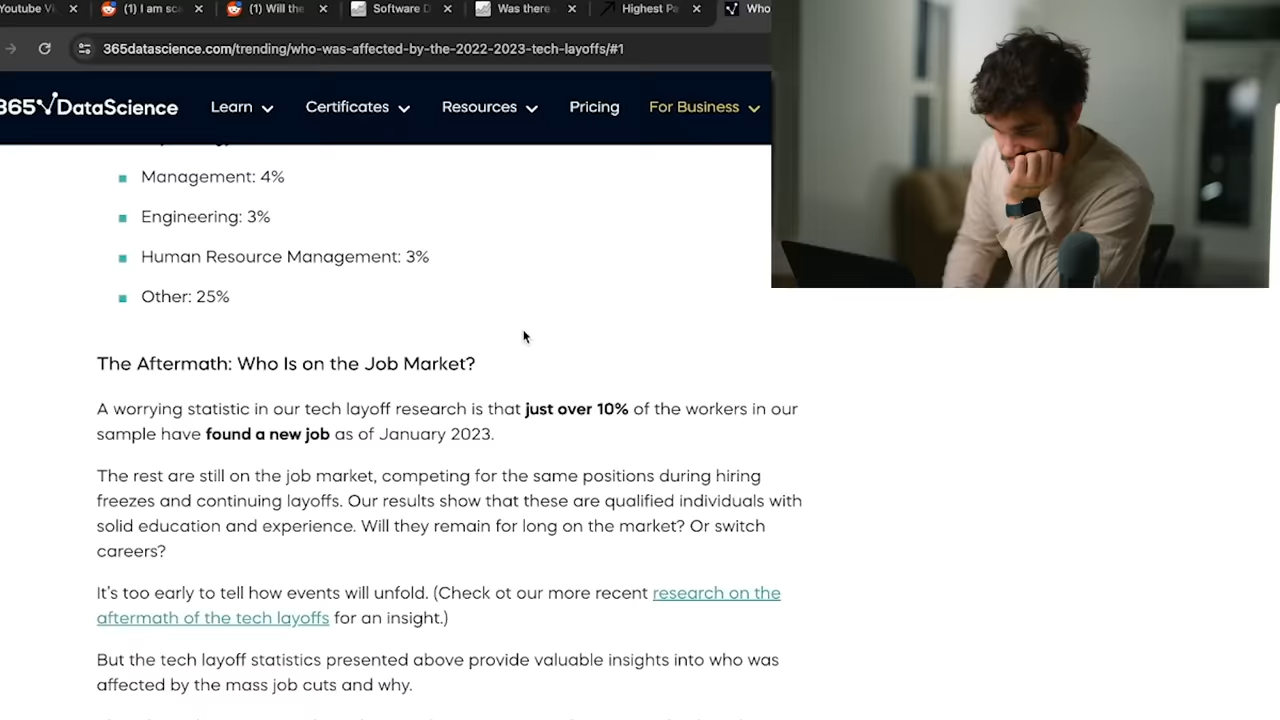 Youtube Vi
(1) I am sca
(1) Will the
Software D
Was there
Highest Pa
Who
365datascience.com/trending/who-was-affected-by-the-2022-2023-tech-layoffs/#1
365 DataScience
Learn
Certificates
Resources
Pricing
For Business
Management: 4%
Engineering: 3%
Human Resource Management: 3%
Other: 25%
The Aftermath: Who Is on the Job Market?
A worrying statistic in our tech layoff research is that just over 10% of the workers in our
sample have found a new job as of January 2023.
The rest are still on the job market, competing for the same positions during hiring
freezes and continuing layoffs. Our results show that these are qualified individuals with
solid education and experience. Will they remain for long on the market? Or switch
careers?
It's too early to tell how events will unfold. (Check ot our more recent research on the
aftermath of the tech layoffs for an insight.)
But the tech layoff statistics presented above provide valuable insights into who was
affected by the mass job cuts and why.